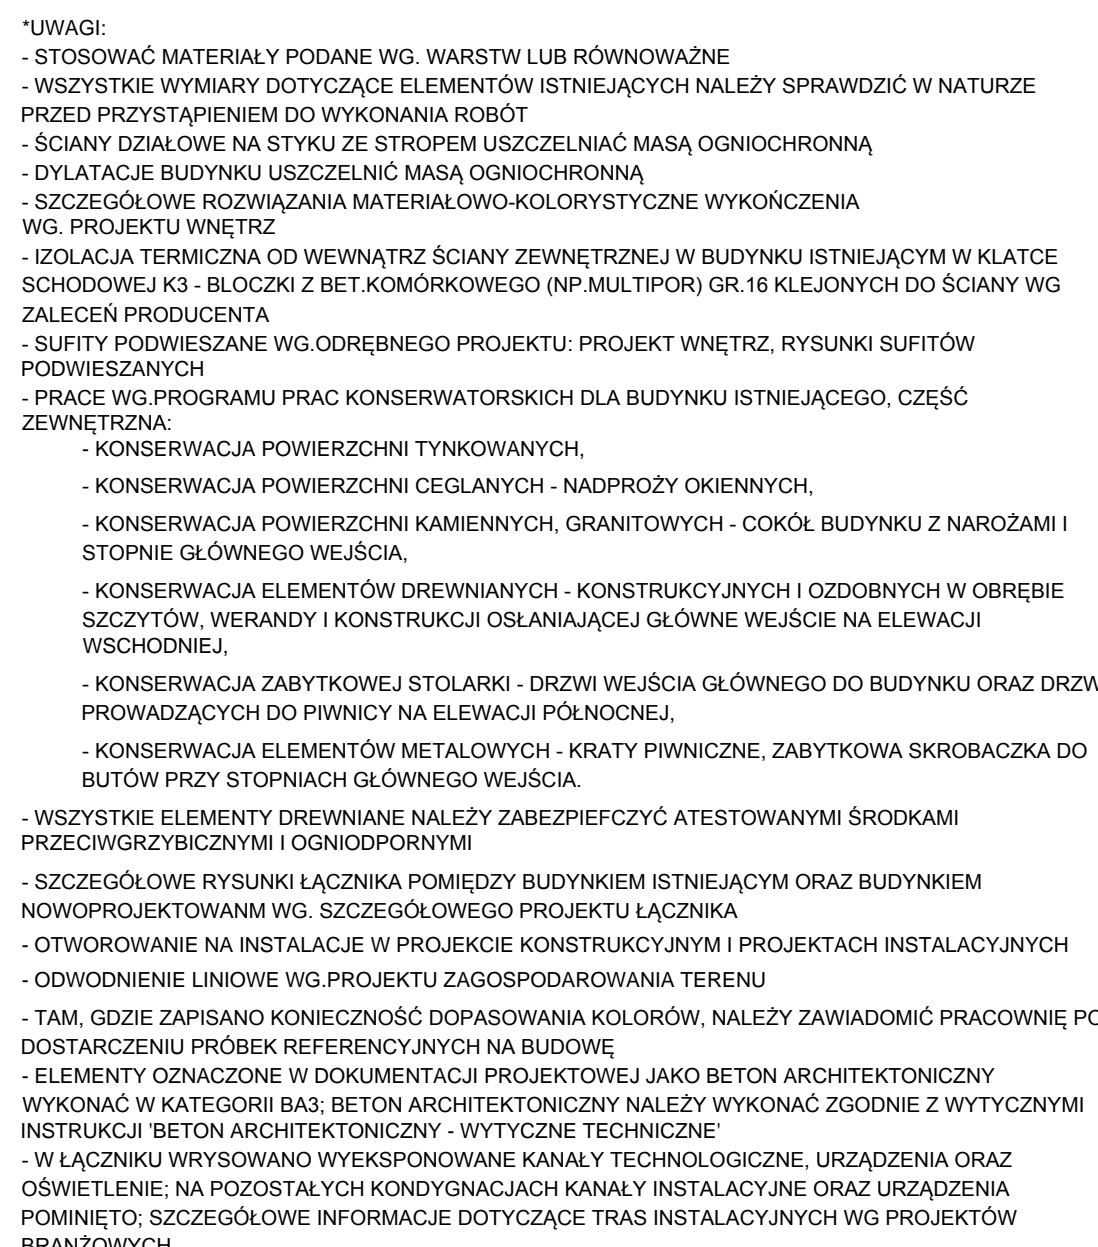 *UWAGI:
- STOSOWAĆ MATERIAŁY PODANE WG. WARSTW LUB RÓWNOWAŻNE
- WSZYSTKIE WYMIARY DOTYCZĄCE ELEMENTÓW ISTNIEJĄCYCH NALEŻY SPRAWDZIĆ W NATURZE
PRZED PRZYSTĄPIENIEM DO WYKONANIA ROBÓT
- ŚCIANY DZIAŁOWE NA STYKU ZE STROPEM USZCZELNIAĆ MASĄ OGNIOCHRONNĄ
- DYLATACJE BUDYNKU USZCZELNIĆ MASĄ OGNIOCHRONNĄ
- SZCZEGÓŁOWE ROZWIĄZANIA MATERIAŁOWO-KOLORYSTYCZNE WYKOŃCZENIA
WG. PROJEKTU WNĘTRZ
- IZOLACJA TERMICZNA OD WEWNĄTRZ ŚCIANY ZEWNĘTRZNEJ W BUDYNKU ISTNIEJĄCYM W KLATCE
SCHODOWEJ K3 - BLOCZKI Z BET.KOMÓRKOWEGO (NP.MULTIPOR) GR.16 KLEJONYCH DO ŚCIANY WG
ZALECEŃ PRODUCENTA
- SUFITY PODWIESZANE WG.ODRĘBNEGO PROJEKTU: PROJEKT WNĘTRZ, RYSUNKI SUFITÓW
PODWIESZANYCH
- PRACE WG.PROGRAMU PRAC KONSERWATORSKICH DLA BUDYNKU ISTNIEJĄCEGO, CZĘŚĆ
ZEWNĘTRZNA:
- KONSERWACJA POWIERZCHNI TYNKOWANYCH,
- KONSERWACJA POWIERZCHNI CEGLANYCH - NADPROŻY OKIENNYCH,
- KONSERWACJA POWIERZCHNI KAMIENNYCH, GRANITOWYCH - COKÓŁ BUDYNKU Z NAROŻAMI I
STOPNIE GŁÓWNEGO WEJŚCIA,
- KONSERWACJA ELEMENTÓW DREWNIANYCH - KONSTRUKCYJNYCH I OZDOBNYCH W OBRĘBIE
SZCZYTÓW, WERANDY I KONSTRUKCJI OSŁANIAJĄCEJ GŁÓWNE WEJŚCIE NA ELEWACJI
WSCHODNIEJ,
- KONSERWACJA ZABYTKOWEJ STOLARKI - DRZWI WEJŚCIA GŁÓWNEGO DO BUDYNKU ORAZ DRZW
PROWADZĄCYCH DO PIWNICY NA ELEWACJI PÓŁNOCNEJ,
- KONSERWACJA ELEMENTÓW METALOWYCH - KRATY PIWNICZNE, ZABYTKOWA SKROBACZKA DO
BUTÓW PRZY STOPNIACH GŁÓWNEGO WEJŚCIA.
- WSZYSTKIE ELEMENTY DREWNIANE NALEŻY ZABEZPIEFCZYĆ ATESTOWANYMI ŚRODKAMI
PRZECIWGRZYBICZNYMI I OGNIODPORNYMI
- SZCZEGÓŁOWE RYSUNKI ŁĄCZNIKA POMIĘDZY BUDYNKIEM ISTNIEJĄCYM ORAZ BUDYNKIEM
NOWOPROJEKTOWANM WG. SZCZEGÓŁOWEGO PROJEKTU ŁĄCZNIKA
- OTWOROWANIE NA INSTALACJE W PROJEKCIE KONSTRUKCYJNYM I PROJEKTACH INSTALACYJNYCH
- ODWODNIENIE LINIOWE WG.PROJEKTU ZAGOSPODAROWANIA TERENU
- TAM, GDZIE ZAPISANO KONIECZNOŚĆ DOPASOWANIA KOLORÓW, NALEŻY ZAWIADOMIĆ PRACOWNIĘ PO
DOSTARCZENIU PRÓBEK REFERENCYJNYCH NA BUDOWĘ
- ELEMENTY OZNACZONE W DOKUMENTACJI PROJEKTOWEJ JAKO BETON ARCHITEKTONICZNY
WYKONAĆ W KATEGORII BA3; BETON ARCHITEKTONICZNY NALEŻY WYKONAĆ ZGODNIE Z WYTYCZNYMI
INSTRUKCJI 'BETON ARCHITEKTONICZNY - WYTYCZNE TECHNICZNE'
- W ŁĄCZNIKU WRYSOWANO WYEKSPONOWANE KANAŁY TECHNOLOGICZNE, URZĄDZENIA ORAZ
OŚWIETLENIE; NA POZOSTAŁYCH KONDYGNACJACH KANAŁY INSTALACYJNE ORAZ URZĄDZENIA
POMINIĘTO; SZCZEGÓŁOWE INFORMACJE DOTYCZĄCE TRAS INSTALACYJNYCH WG PROJEKTÓW
BRANŻOWYCH